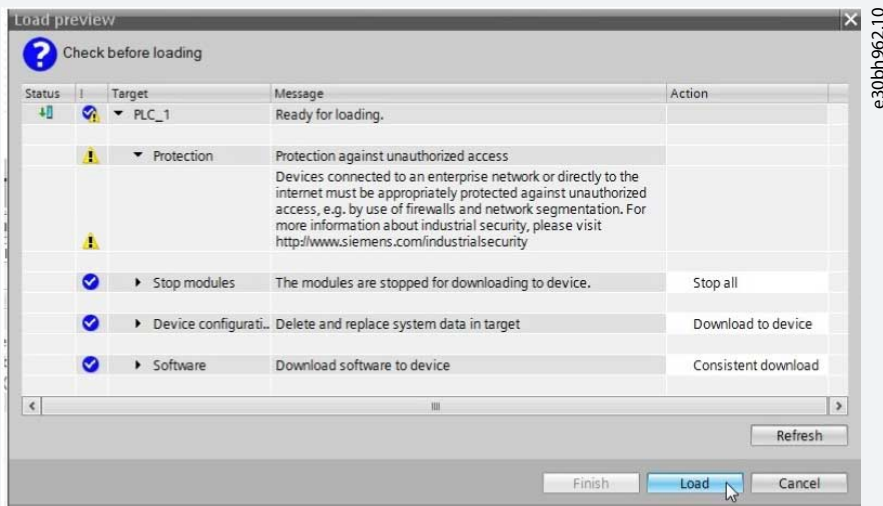 Load preview
Check before loading
Status ! Target Message Action
PLC_1 Ready for loading.
Protection Protection against unauthorized access
Devices connected to an enterprise network or directly to the
internet must be appropriately protected against unauthorized
access, e.g. by use of firewalls and network segmentation. For
more information about industrial security, please visit
http://www.siemens.com/industrialsecurity
Stop modules The modules are stopped for downloading to device. Stop all
Device configurati... Delete and replace system data in target Download to device
Software Download software to device Consistent download
Refresh
Finish Load Cancel
e30bh962.10